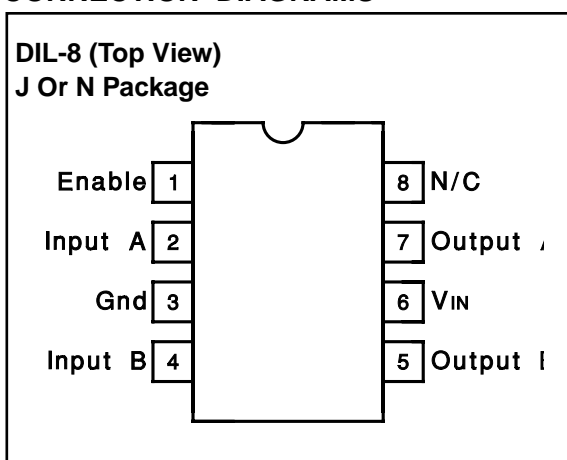 DIL-8 (Top View)
J Or N Package
Enable 1
8 N/C
Input A 2
7 Output
Gnd 3
6 VIN
Input B 4
5 Output